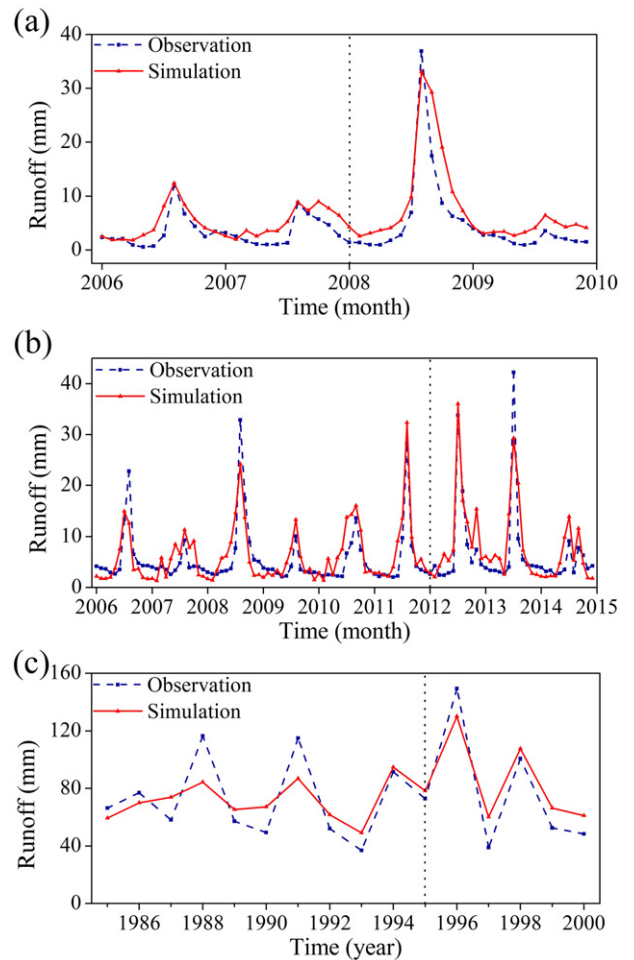 (a)
40
Observation
Simulation
30
20
10
0
Runoff (mm)
2006 2007 2008 2009 2010
Time (month)
(b)
Observation
Simulation
40
30
20
10
0
Runoff (mm)
2006 2007 2008 2009 2010 2011 2012 2013 2014 2015
Time (month)
(c)
160
Observation
Simulation
120
80
40
0
Runoff (mm)
1986 1988 1990 1992 1994 1996 1998 2000
Time (year)